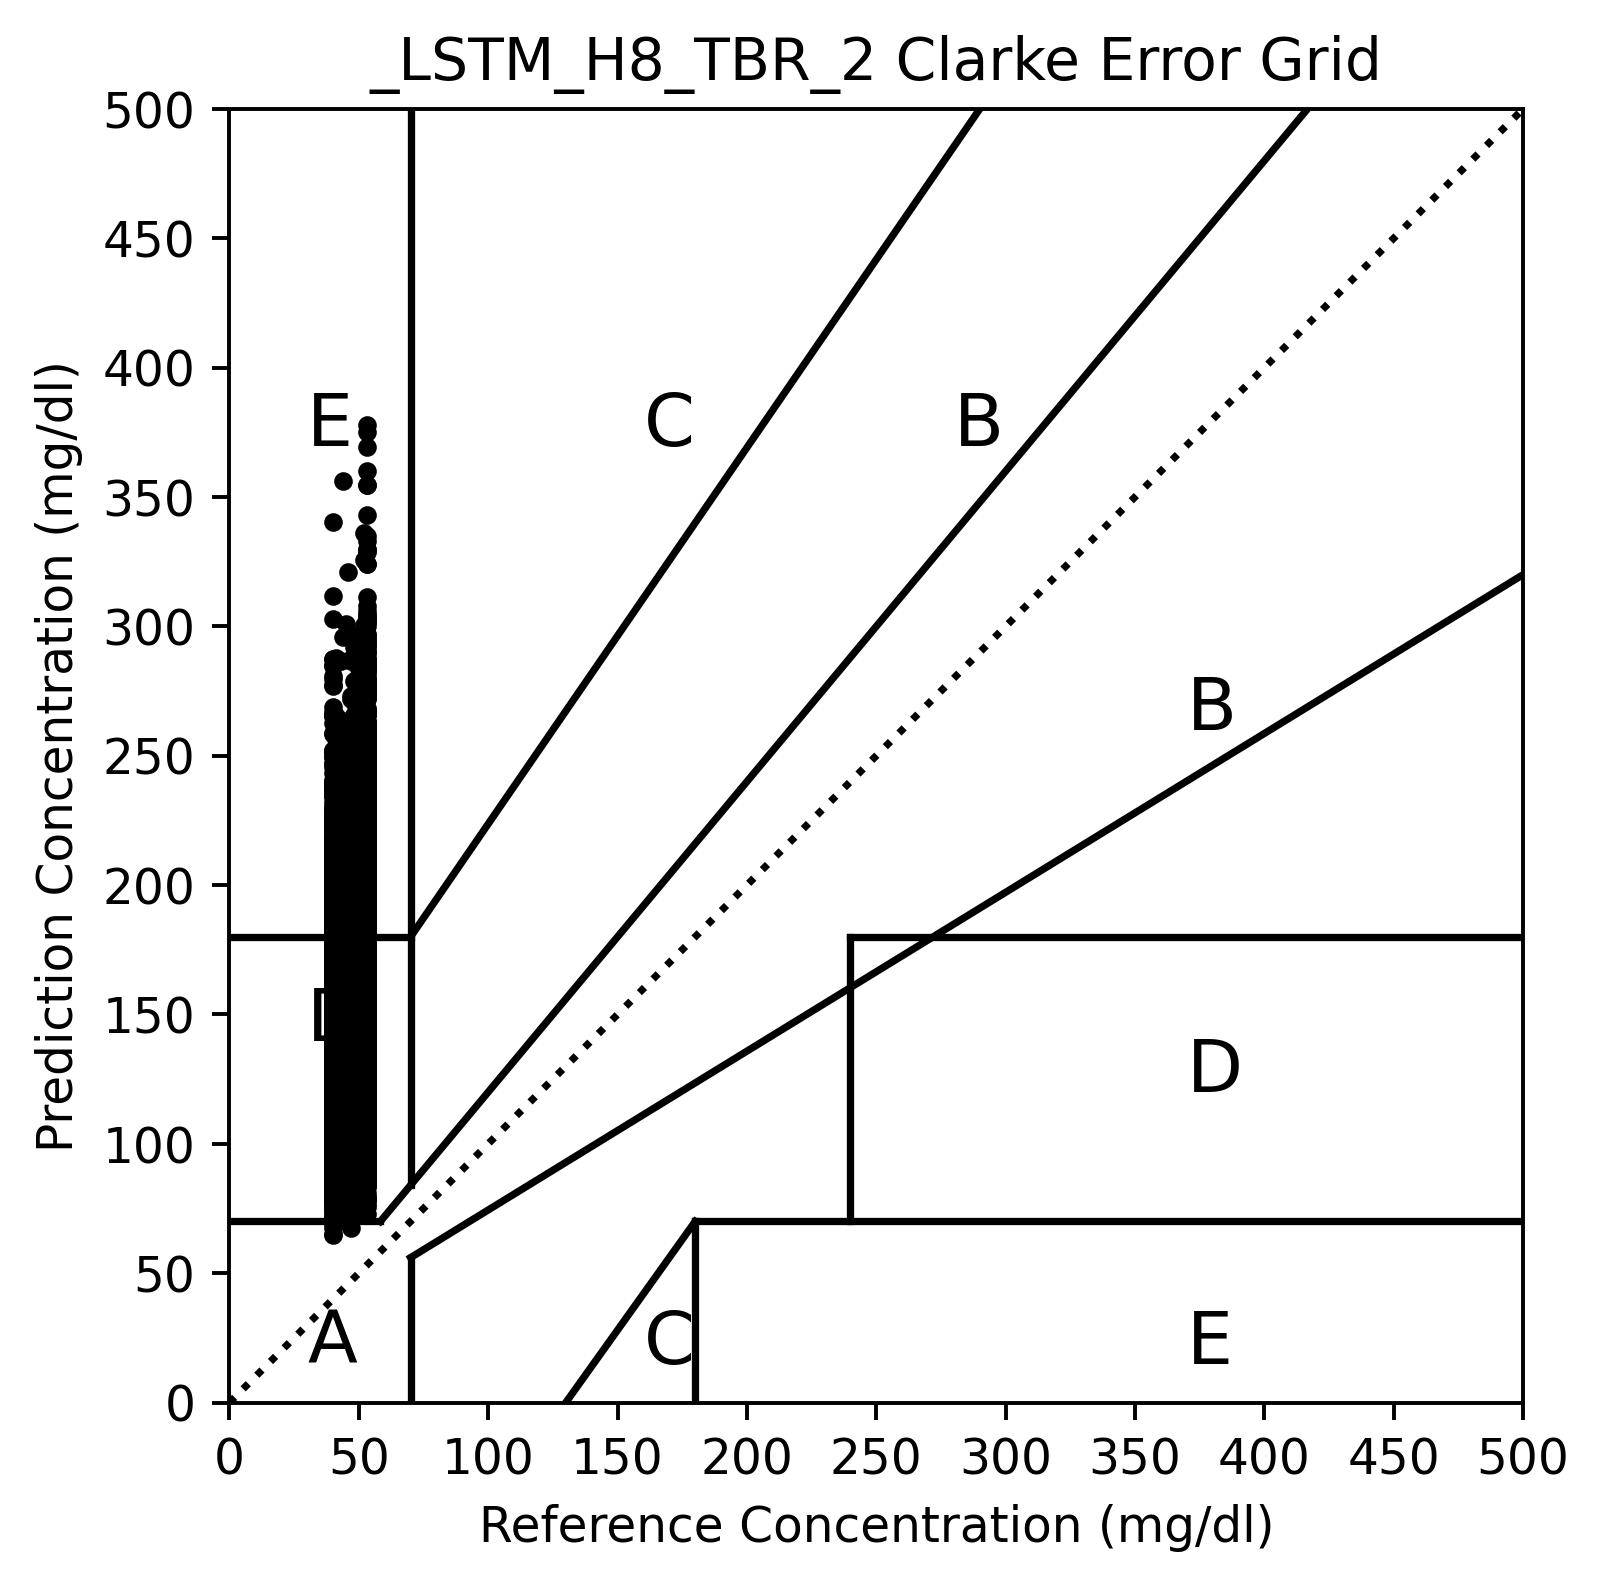 _LSTM_H8_TBR_2 Clarke Error Grid
500
450
400
350
300
250
200
150
100
50
0
Prediction Concentration (mg/dl)
E
C
B
B
D
A
C
E
0 50 100 150 200 250 300 350 400 450 500
Reference Concentration (mg/dl)